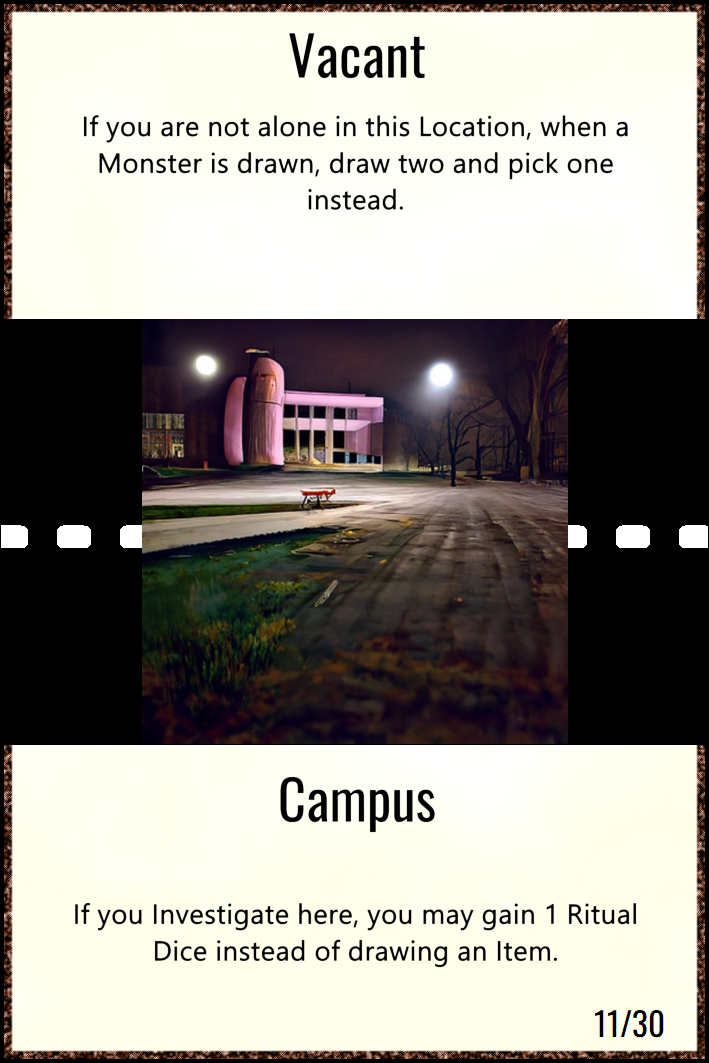 Vacant
If you are not alone in this Location, when a
Monster is drawn, draw two and pick one
instead.
Campus
If you Investigate here, you may gain 1 Ritual
Dice instead of drawing an Item.
11/30